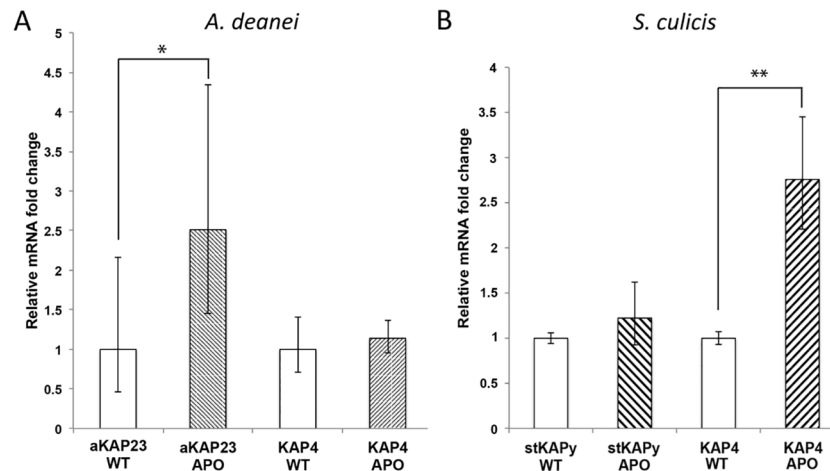 A
A. deanei
Relative mRNA fold change
5
4.5
4
3.5
3
2.5
2
1.5
1
0.5
0
*
aKAP23 WT
aKAP23 APO
KAP4 WT
KAP4 APO
B
S. culicis
Relative mRNA fold change
4
3.5
3
2.5
2
1.5
1
0.5
0
**
stKAPy WT
stKAPy APO
KAP4 WT
KAP4 APO